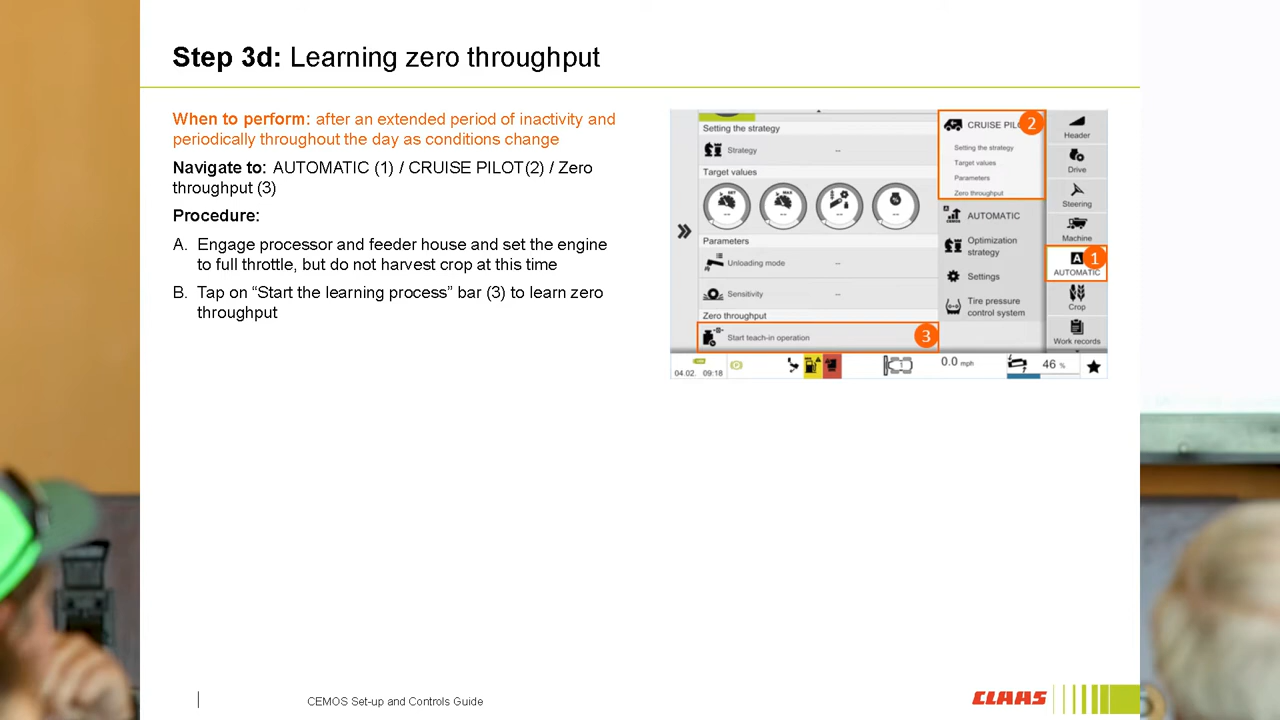 Step 3d: Learning zero throughput
When to perform: after an extended period of inactivity and
periodically throughout the day as conditions change
Navigate to: AUTOMATIC (1) / CRUISE PILOT(2) / Zero
throughput (3)
Procedure:
A. Engage processor and feeder house and set the engine
to full throttle, but do not harvest crop at this time
B. Tap on “Start the learning process” bar (3) to learn zero
throughput
Setting the strategy
Strategy --
Target values
SET
MAX
-- -- -- --
Parameters
Unloading mode --
Sensitivity --
Zero throughput
Start teach-in operation 3
CRUISE PIL 2
Setting the strategy
Target values
Parameters
Zero throughput
AUTOMATIC
Optimization
strategy
Settings
Tire pressure
control system
Header
Drive
Steering
Machine
A 1
AUTOMATIC
Crop
Work records
04.02. 09:18
1
0.0 mph
46 %
CEMOS Set-up and Controls Guide
CLAAS